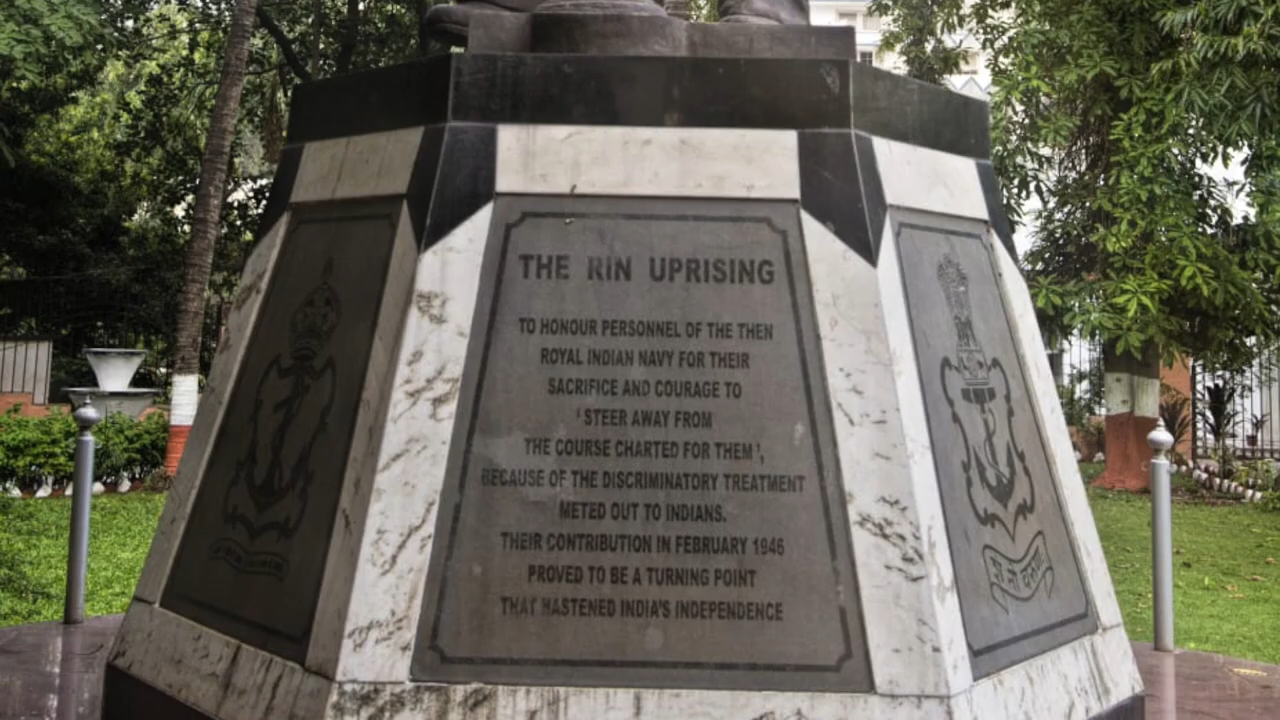 THE RIN UPRISING
TO HONOUR PERSONNEL OF THE THEN
ROYAL INDIAN NAVY FOR THEIR
SACRIFICE AND COURAGE TO
' STEER AWAY FROM
THE COURSE CHARTED FOR THEM ',
BECAUSE OF THE DISCRIMINATORY TREATMENT
METED OUT TO INDIANS.
THEIR CONTRIBUTION IN FEBRUARY 1946
PROVED TO BE A TURNING POINT
THAT HASTENED INDIA'S INDEPENDENCE